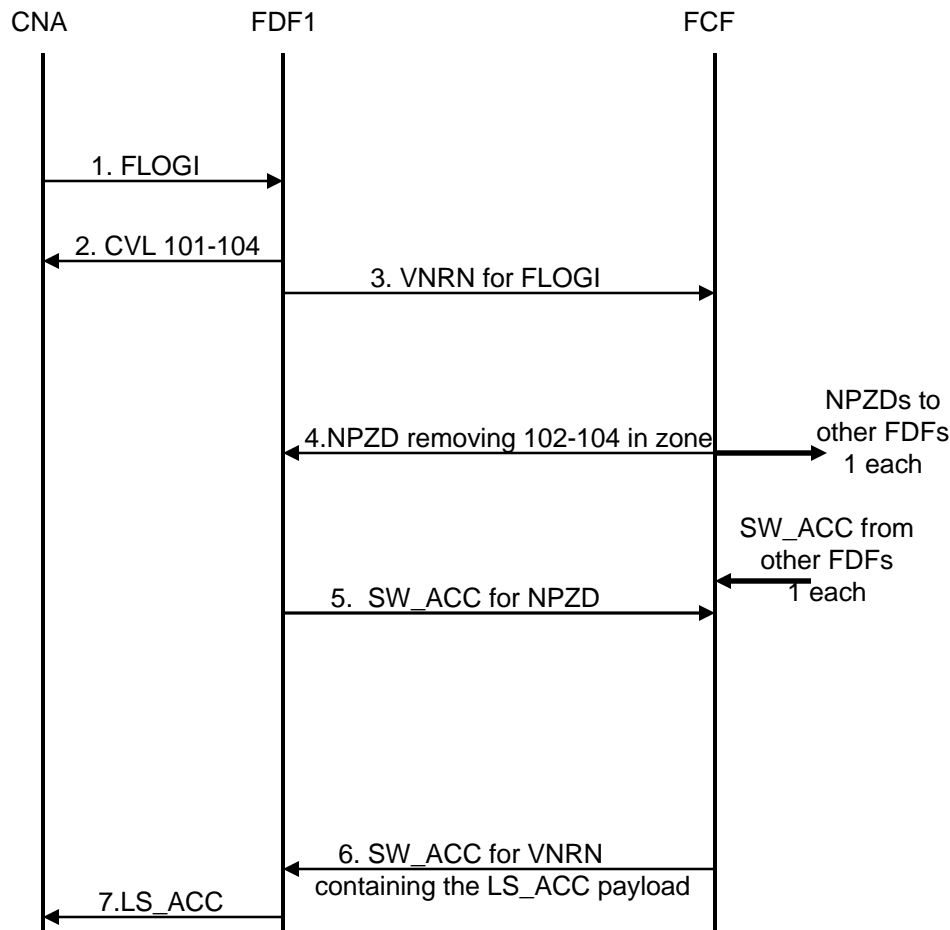 CNA FDF1 FCF
1. FLOGI
2. CVL 101-104
3. VNRN for FLOGI
NPZDs to
other FDFs
1 each
4.NPZD removing 102-104 in zone
SW_ACC from
other FDFs
1 each
5. SW_ACC for NPZD
6. SW_ACC for VNRN
containing the LS_ACC payload
7.LS_ACC